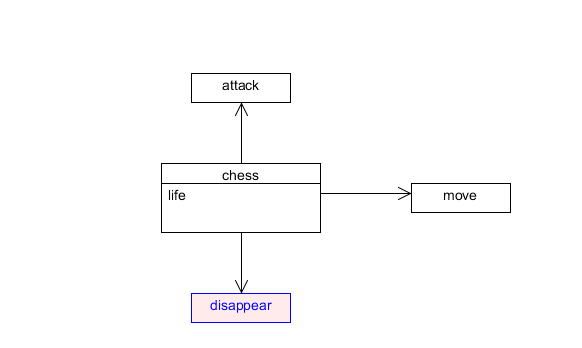 attack
chess
life
move
disappear